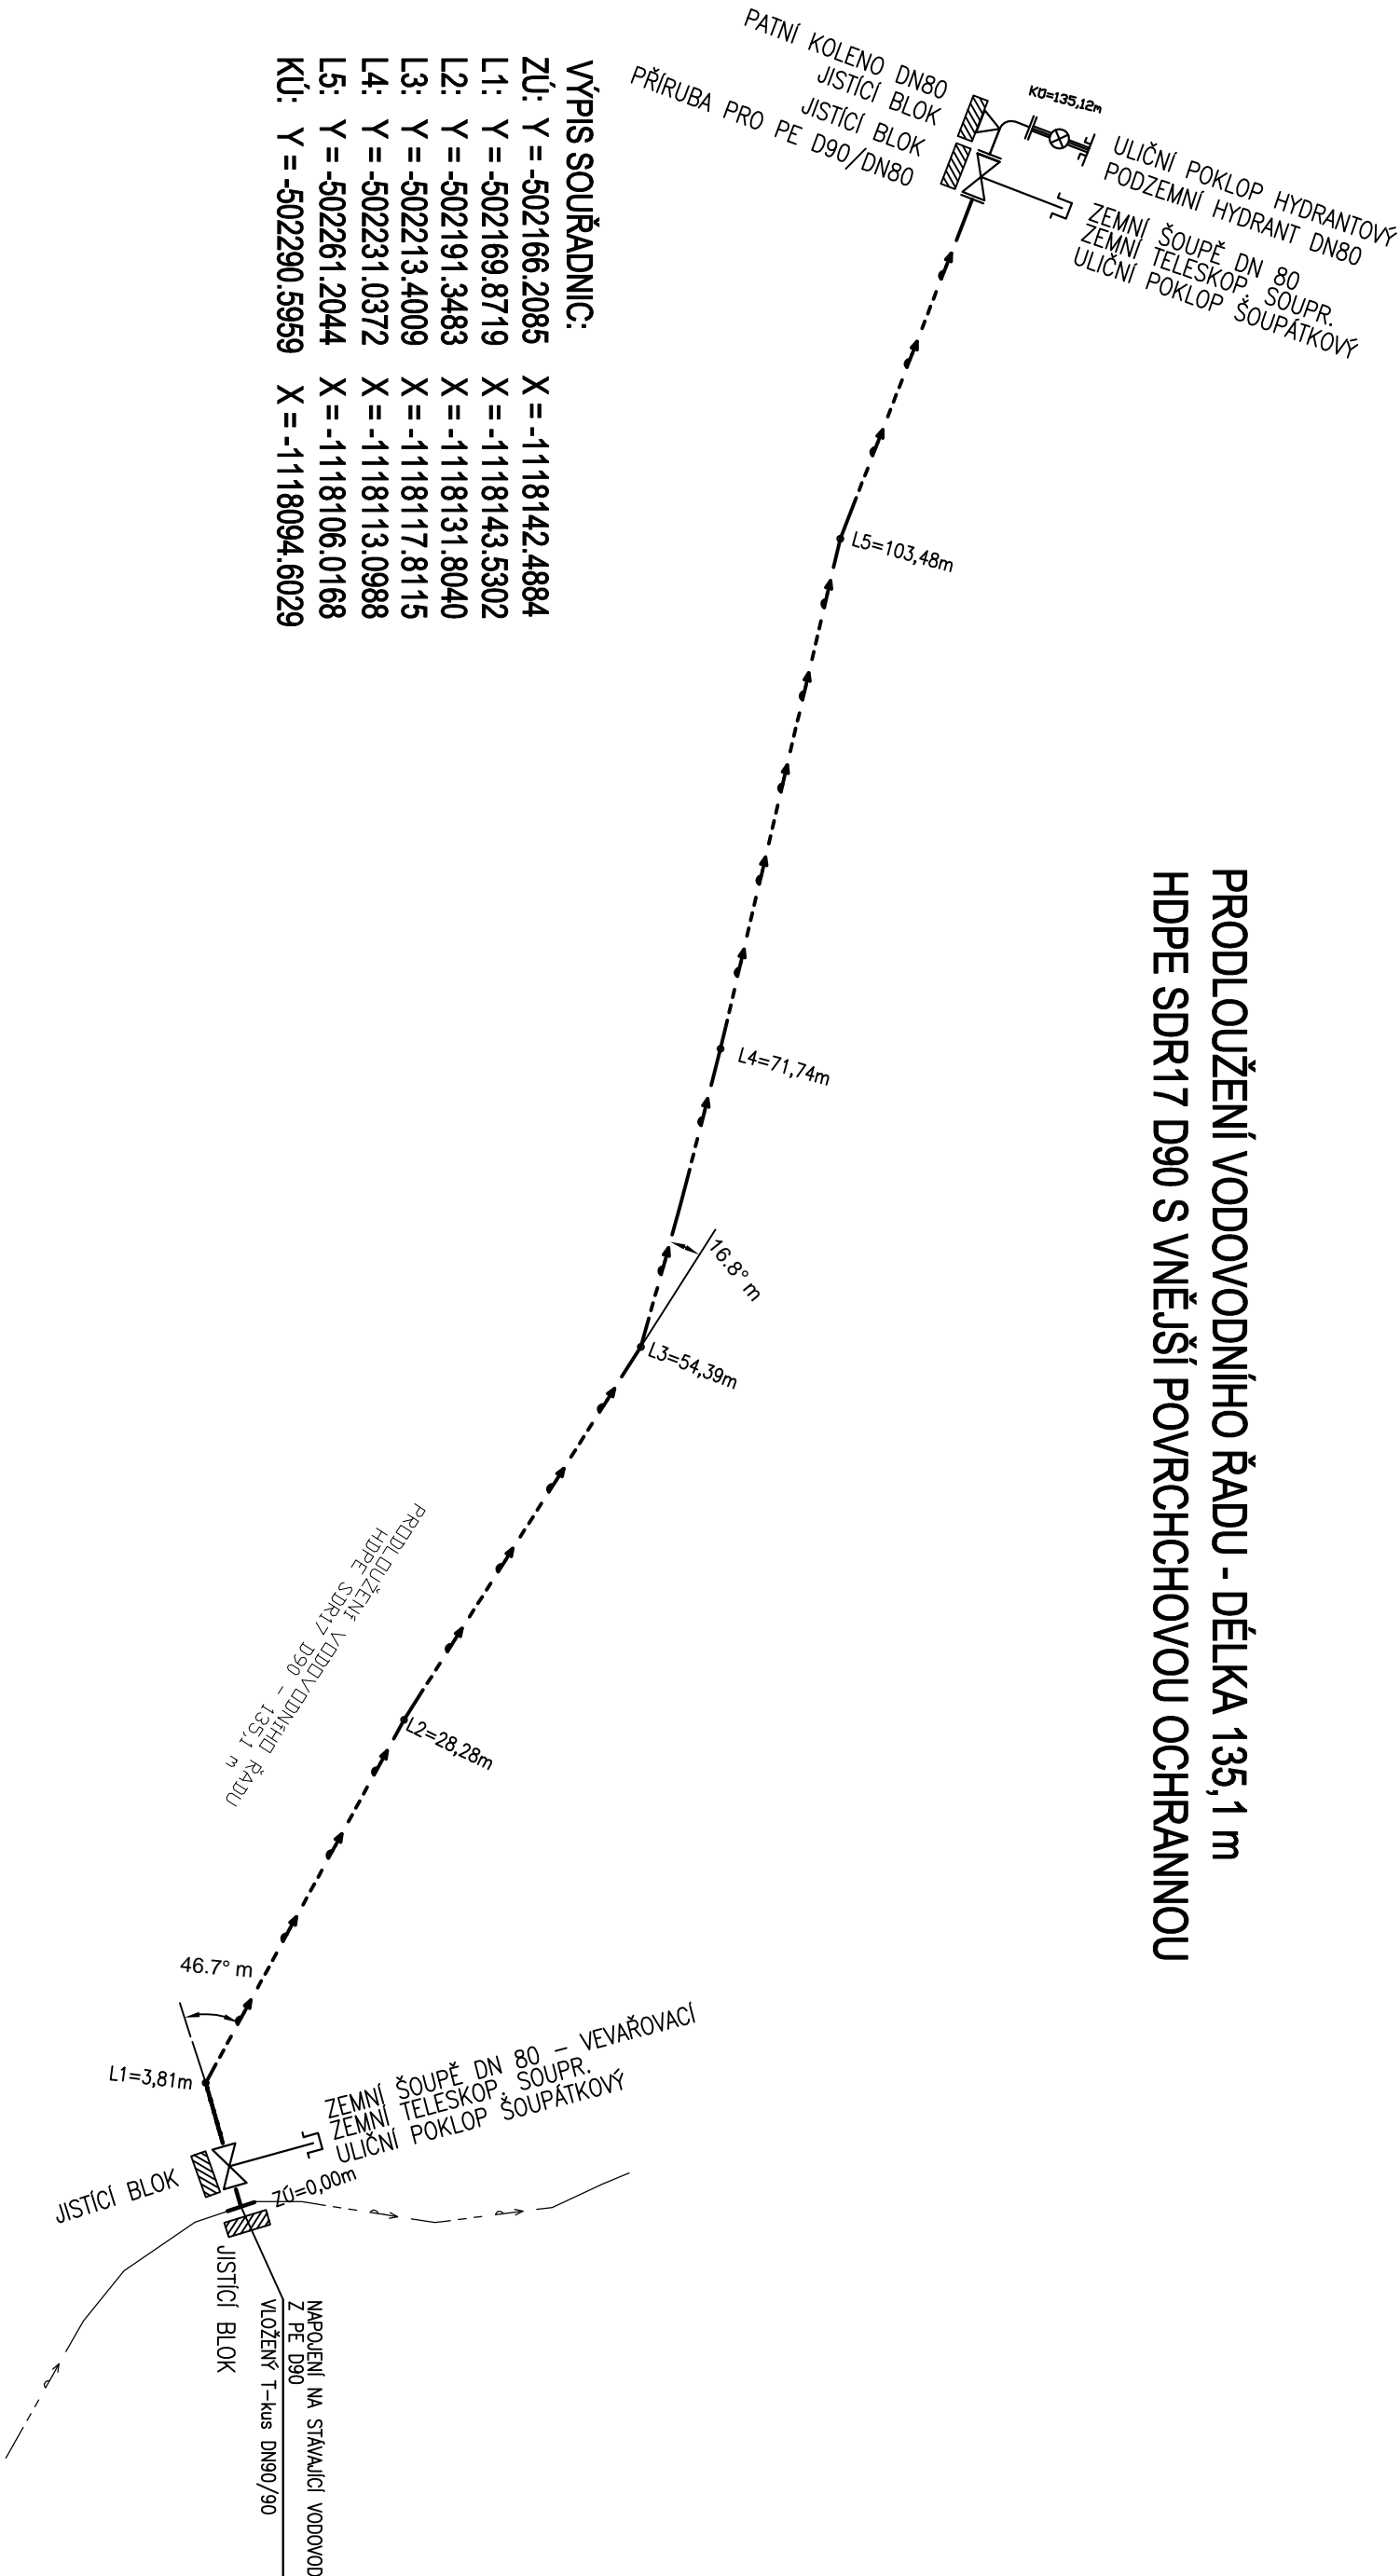 PRODLOUŽENÍ VODOVODNÍHO ŘADU - DÉLKA 135,1 m
HDPE SDR17 D90 S VNĚJŠÍ POVRCHCHOVOU OCHRANNOU
PATNÍ KOLENO DN80
JISTÍCÍ BLOK
JISTÍCÍ BLOK
PŘÍRUBA PRO PE D90/DN80
KÚ=135,12m
ULIČNÍ POKLOP HYDRANTOVÝ
PODZEMNÍ HYDRANT DN80
ZEMNÍ ŠOUPĚ DN 80
ZEMNÍ TELESKOP. SOUPR.
ULIČNÍ POKLOP ŠOUPÁTKOVÝ
VÝPIS SOUŘADNIC:
ZÚ: Y =-502166.2085 X =-1118142.4884
L1: Y =-502169.8719 X =-1118143.5302
L2: Y =-502191.3483 X =-1118131.8040
L3: Y =-502213.4009 X =-1118117.8115
L4: Y =-502231.0372 X =-1118113.0988
L5: Y =-502261.2044 X =-1118106.0168
KÚ: Y =-502290.5959 X =-1118094.6029
L5=103,48m
L4=71,74m
16.8° m
L3=54,39m
PRODLOUŽENÍ VODOVODNÍHO ŘADU
HDPE SDR17 D90 – 135,1 m
L2=28,28m
46.7° m
L1=3,81m
ZEMNÍ ŠOUPĚ DN 80 – VEVAŘOVACÍ
ZEMNÍ TELESKOP. SOUPR.
ULIČNÍ POKLOP ŠOUPÁTKOVÝ
JISTÍCÍ BLOK
ZÚ=0,00m
JISTÍCÍ BLOK
NAPOJENÍ NA STÁVAJÍCÍ VODOVOD
Z PE D90
VLOŽENÝ T–kus DN90/90